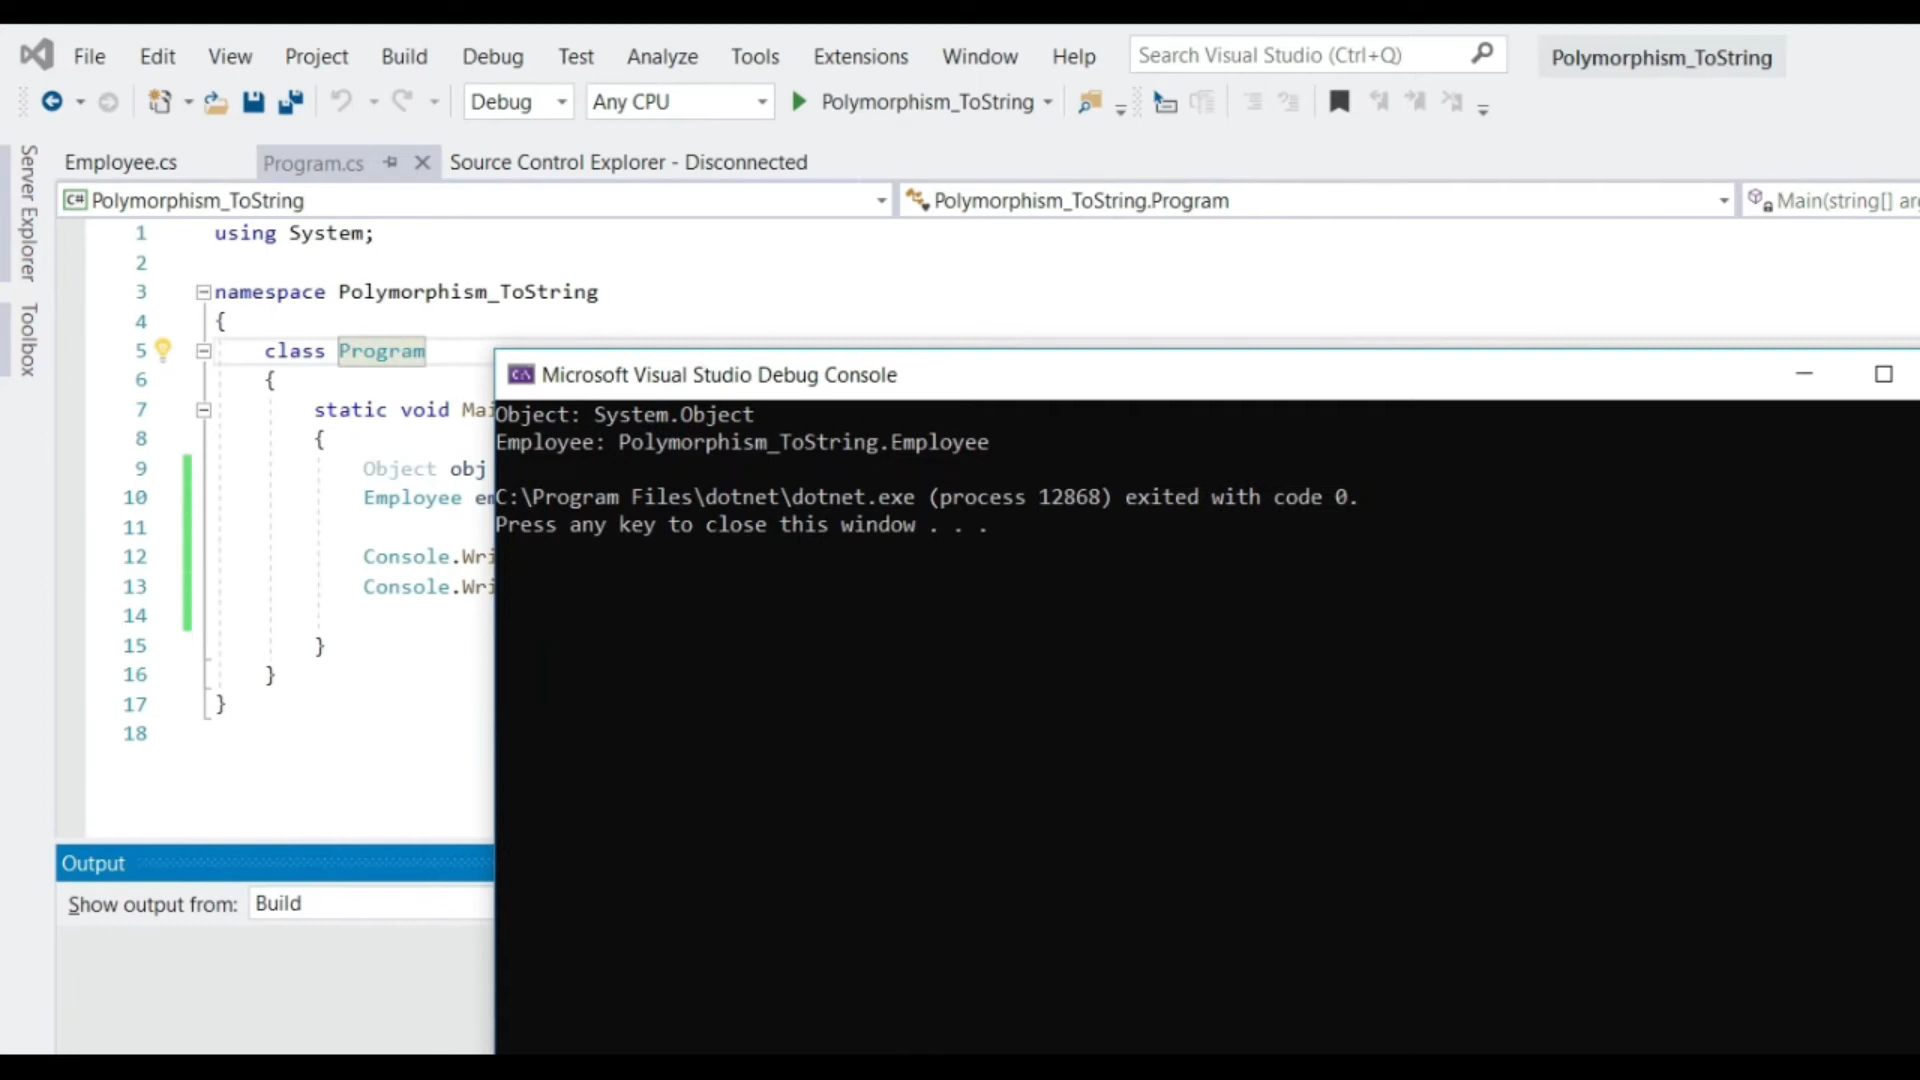 File Edit View Project Build Debug Test Analyze Tools Extensions Window Help Search Visual Studio (Ctrl+Q) Polymorphism_ToString
Debug Any CPU Polymorphism_ToString
Server Explorer
Toolbox
Employee.cs Program.cs Source Control Explorer - Disconnected
C# Polymorphism_ToString Polymorphism_ToString.Program Main(string[] arg
1 using System;
2
3 namespace Polymorphism_ToString
4 {
5 class Program
6 {
7 static void Mai
8 {
9 Object obj
10 Employee em
11
12 Console.Wri
13 Console.Wri
14
15 }
16 }
17 }
18
C:\ Microsoft Visual Studio Debug Console
Object: System.Object
Employee: Polymorphism_ToString.Employee
C:\Program Files\dotnet\dotnet.exe (process 12868) exited with code 0.
Press any key to close this window . . .
Output
Show output from: Build